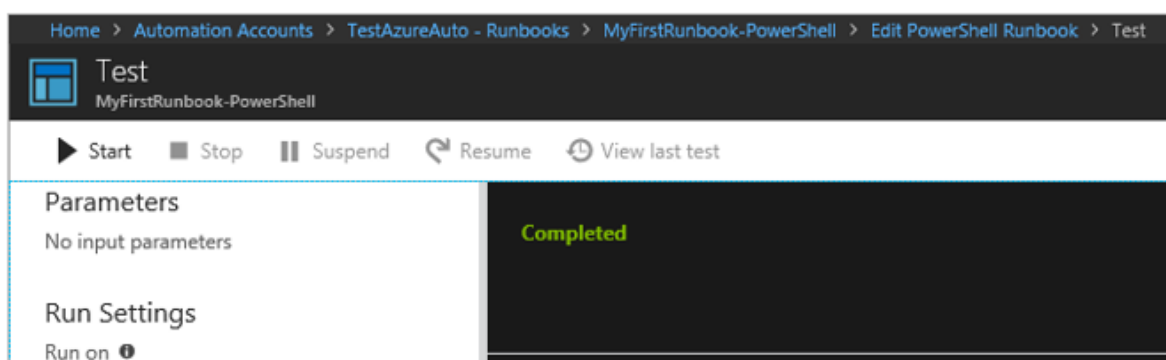 Home > Automation Accounts > TestAzureAuto - Runbooks > MyFirstRunbook-PowerShell > Edit PowerShell Runbook > Test
Test
MyFirstRunbook-PowerShell
Start Stop Suspend Resume View last test
Parameters
No input parameters
Completed
Run Settings
Run on